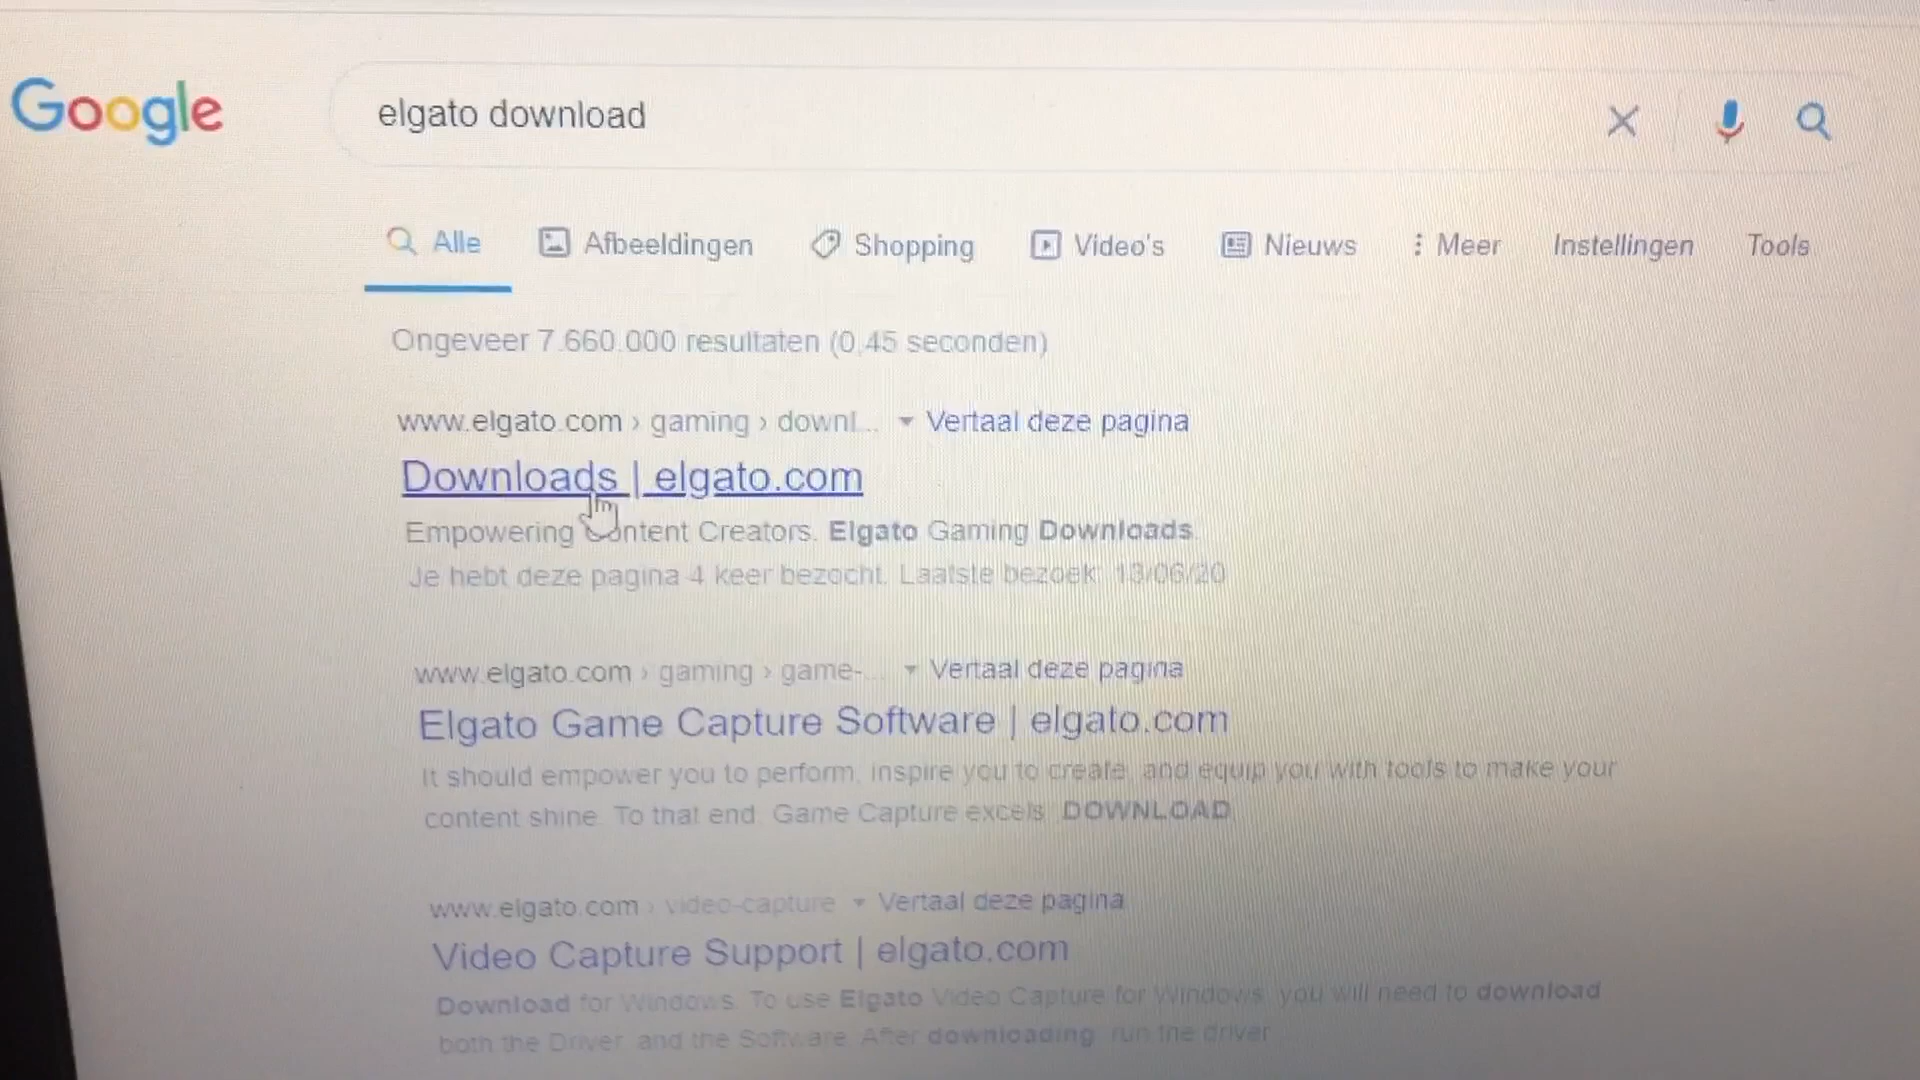 Google
elgato download
Alle Afbeeldingen Shopping Video's Nieuws Meer Instellingen Tools
Ongeveer 7.660.000 resultaten (0,45 seconden)
www.elgato.com › gaming › downl... Vertaal deze pagina
Downloads | elgato.com
Empowering Content Creators. Elgato Gaming Downloads.
Je hebt deze pagina 4 keer bezocht. Laatste bezoek: 13/06/20
www.elgato.com › gaming › game-... Vertaal deze pagina
Elgato Game Capture Software | elgato.com
It should empower you to perform, inspire you to create, and equip you with tools to make your
content shine. To that end, Game Capture excels. DOWNLOAD.
www.elgato.com › video-capture Vertaal deze pagina
Video Capture Support | elgato.com
Download for Windows. To use Elgato Video Capture for Windows, you will need to download
both the Driver, and the Software. After downloading, run the driver